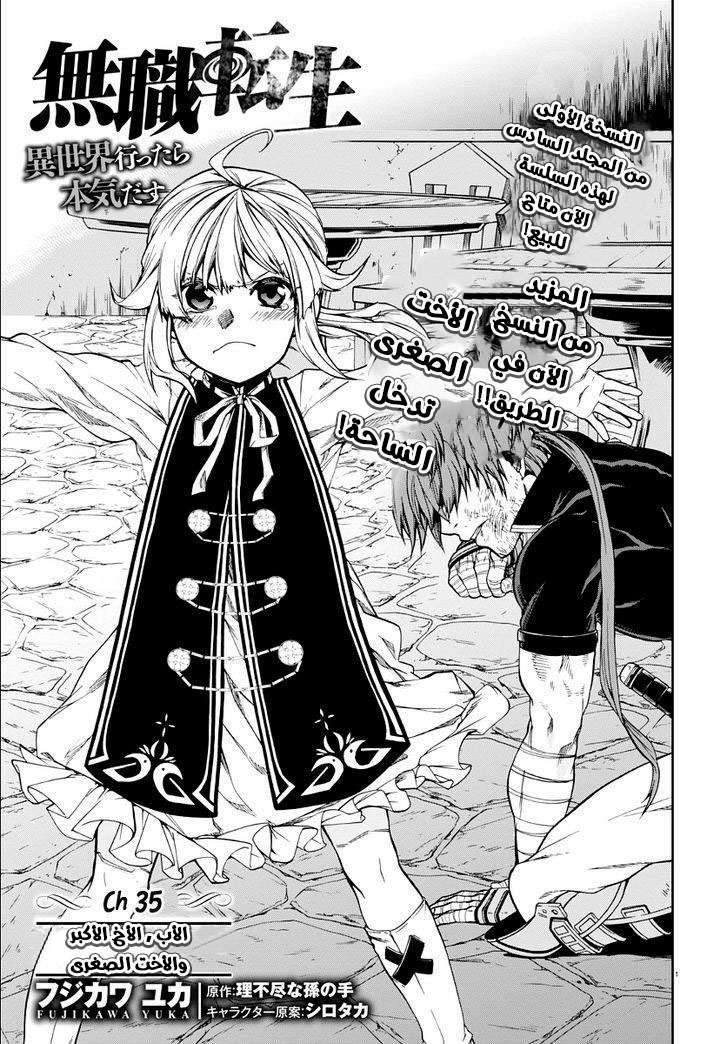 無職転生
異世界行ったら
本気だす
النسخة الأولى
من المجلد السادس
لهذه السلسة
الآن متاح
للبيع!
المزيد
من النسخ
الآن في
الطريق!!
الأخت
الصغرى
تدخل
الساحة!
Ch 35
الأب , الأخ الأكبر
والأخت الصغرى
フジカワ ユカ
FUJIKAWA YUKA
原作:理不尽な孫の手
キャラクター原案:シロタカ
1